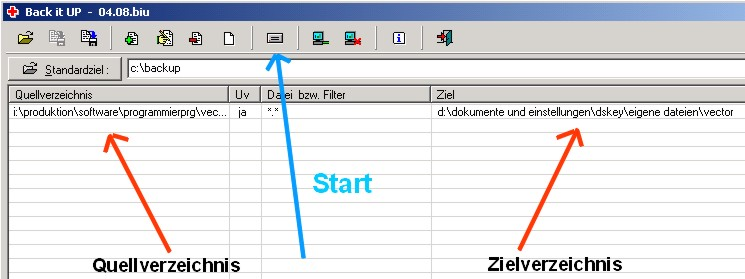 Back it UP - 04.08.biu
Standardziel : c:\backup
Quellverzeichnis Uv Datei bzw. Filter Ziel
i:\produktion\software\programmierprg\vec... ja *.* d:\dokumente und einstellungen\dskey\eigene dateien\vector
Start
Quellverzeichnis Zielverzeichnis